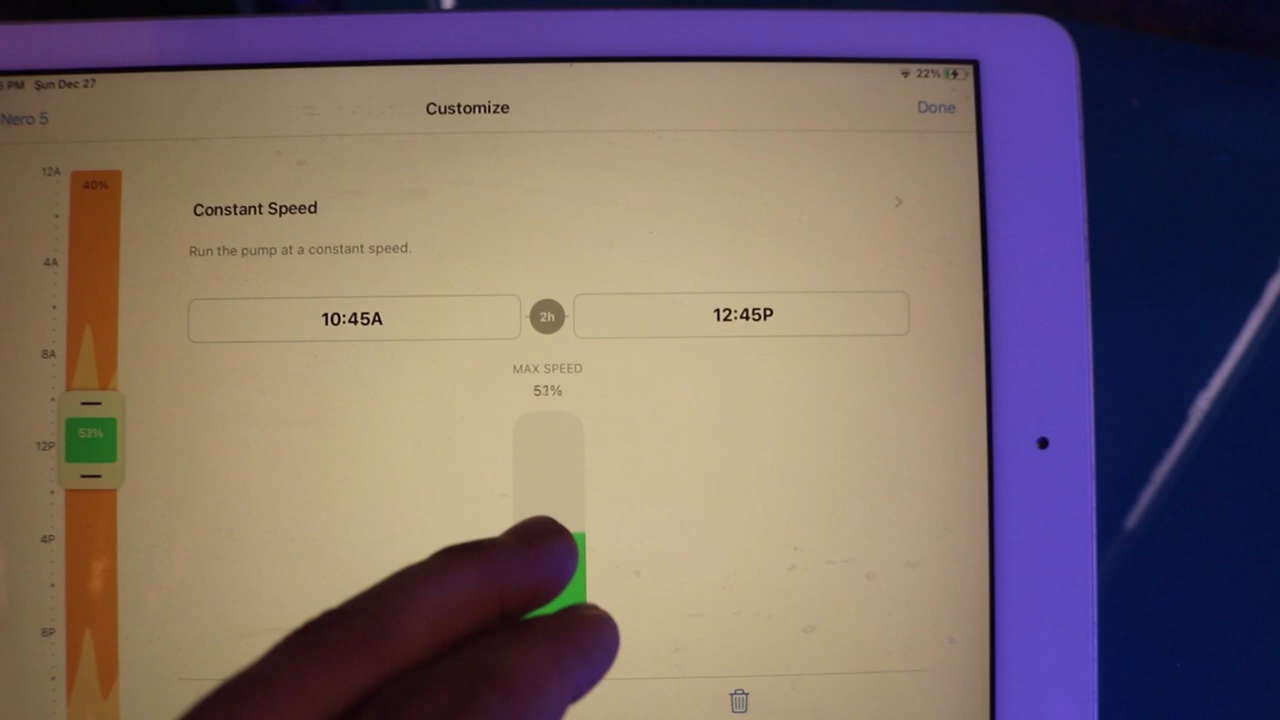 PM Sun Dec 27
22%
Nero 5
Customize
Done
12A
40%
4A
8A
12P
4P
8P
Constant Speed
Run the pump at a constant speed.
10:45A
2h
12:45P
MAX SPEED